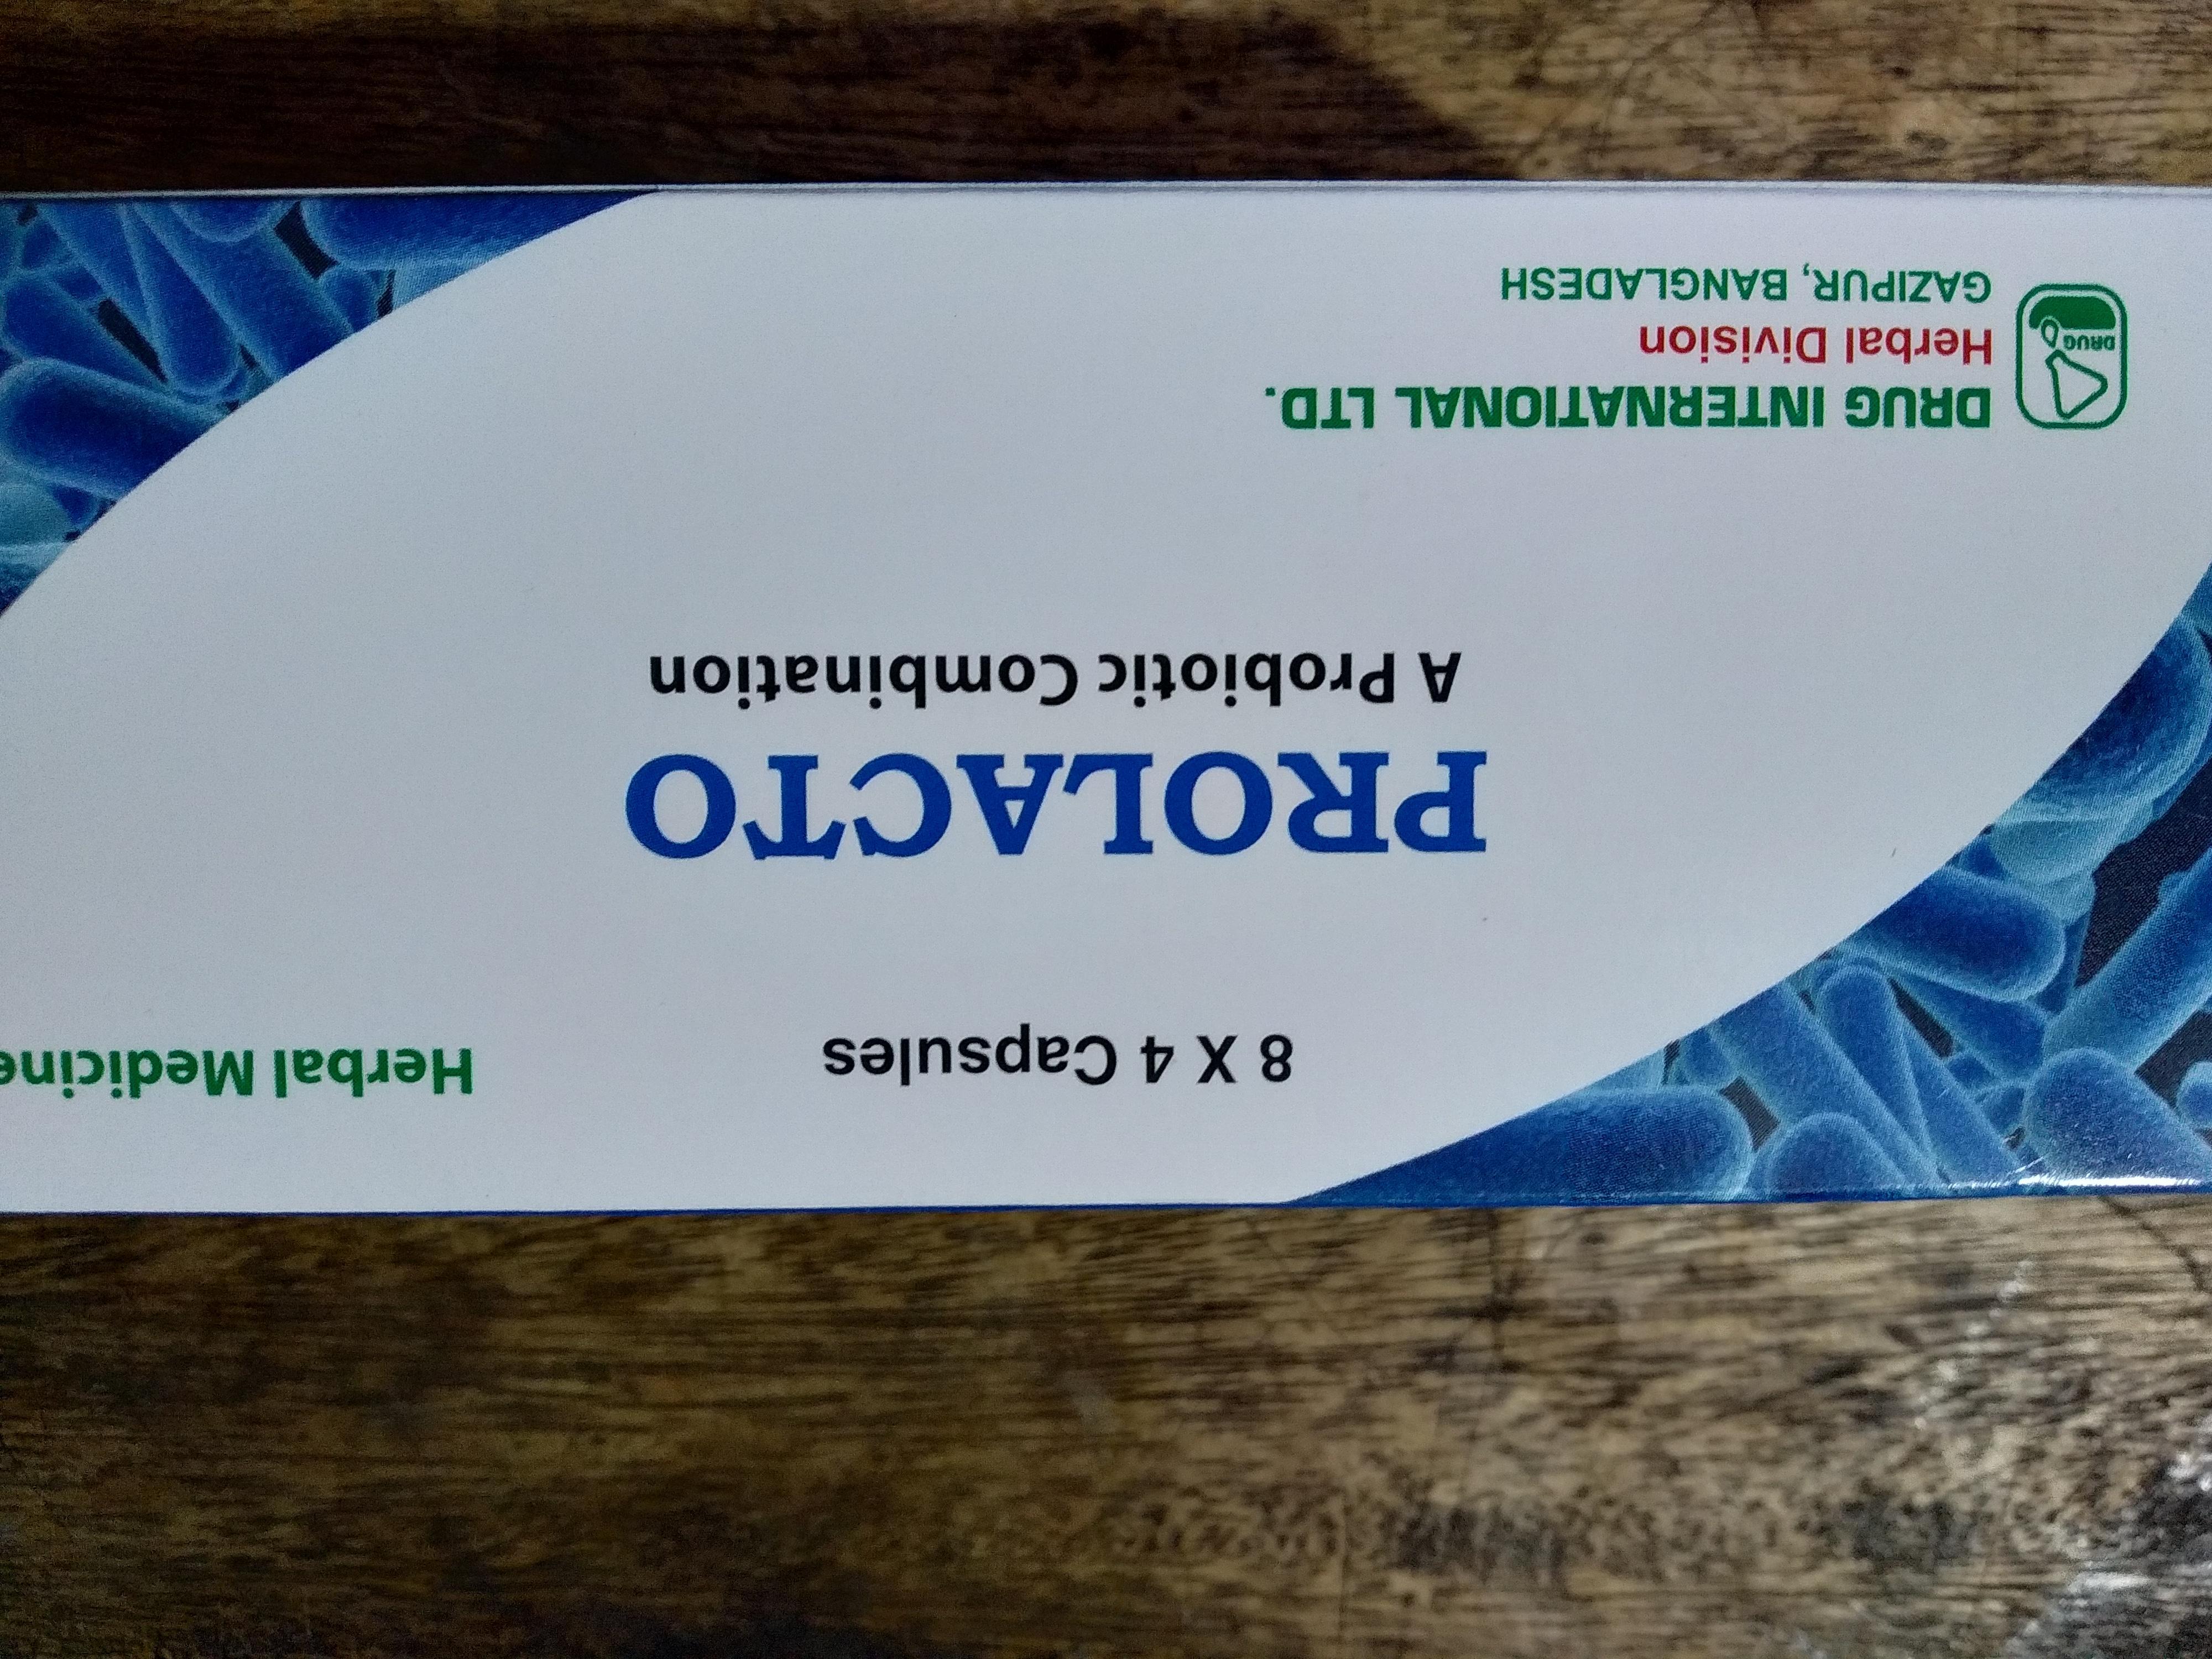 8 X 4 Capsules
Herbal Medicine
PROLACTO
A Probiotic Combination
DRUG
DRUG INTERNATIONAL LTD.
Herbal Division
GAZIPUR, BANGLADESH